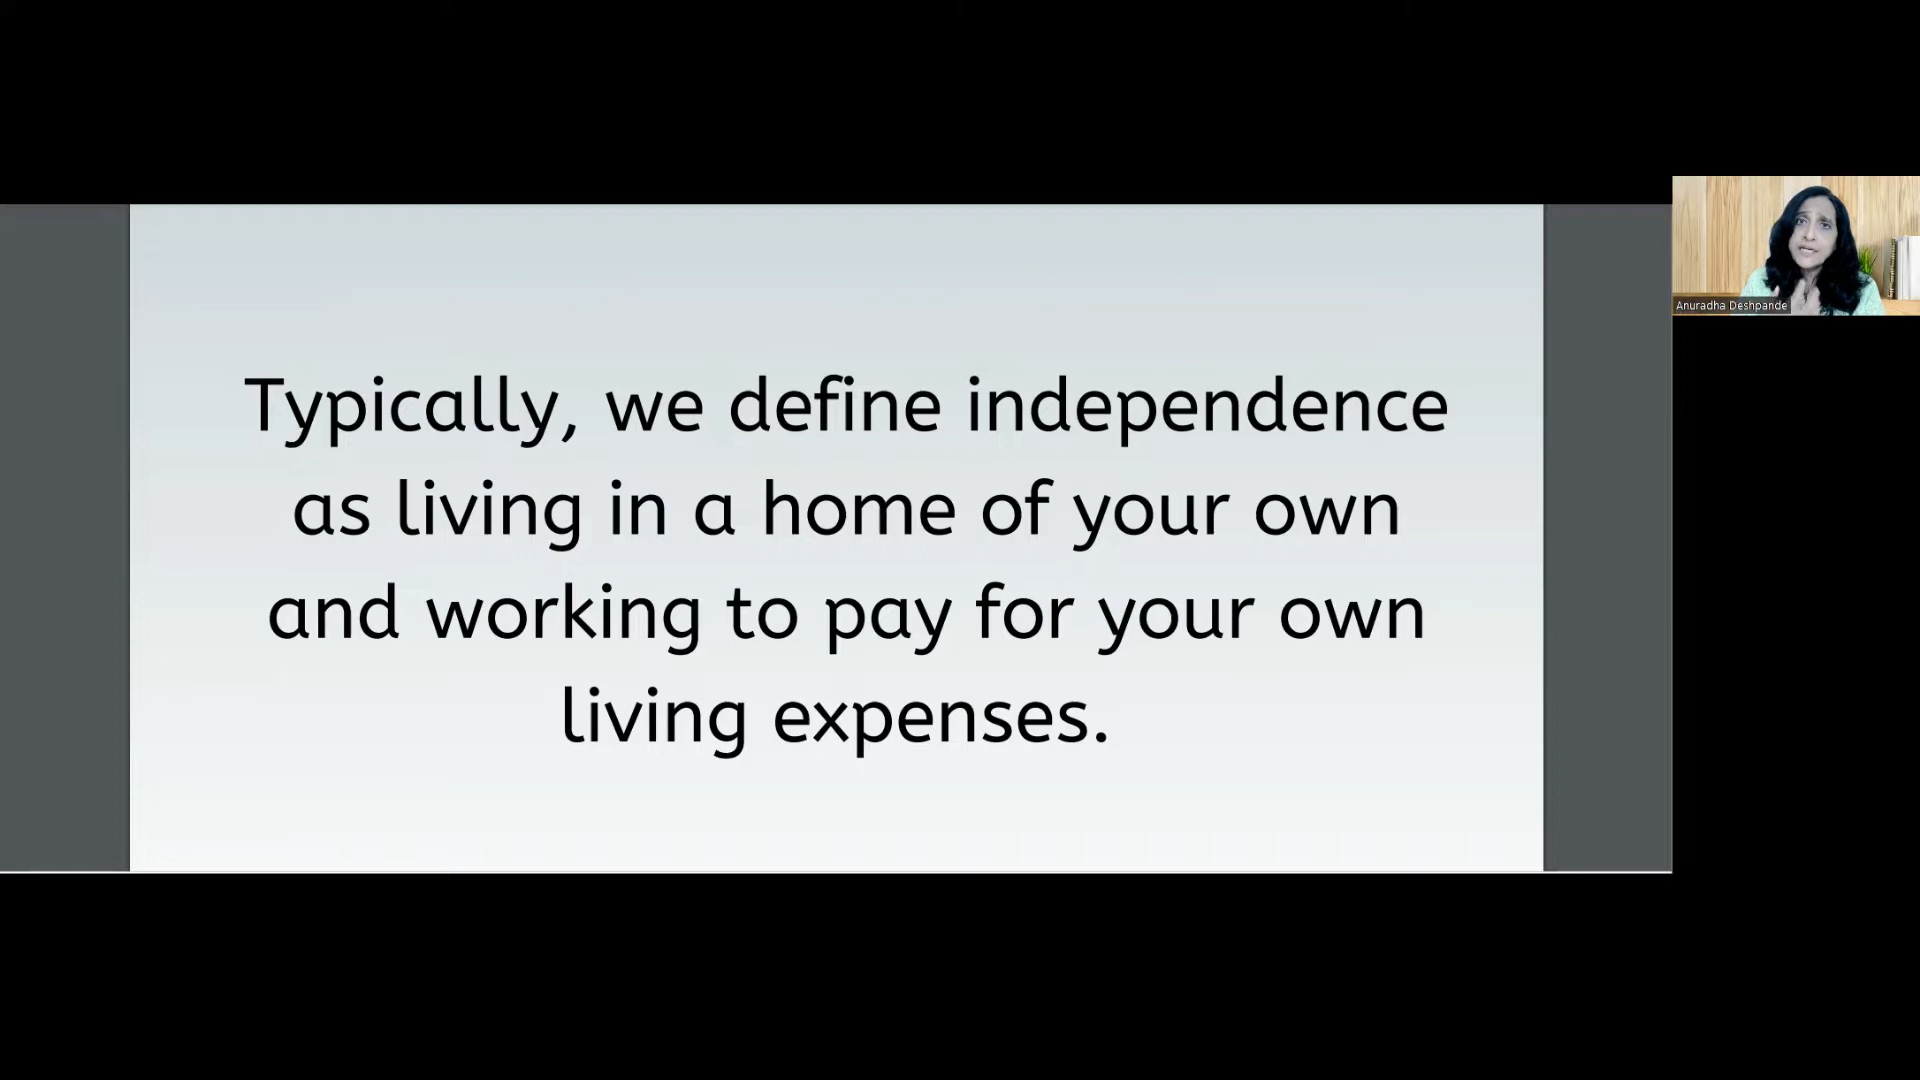 Typically, we define independence
as living in a home of your own
and working to pay for your own
living expenses.
Anuradha Deshpande